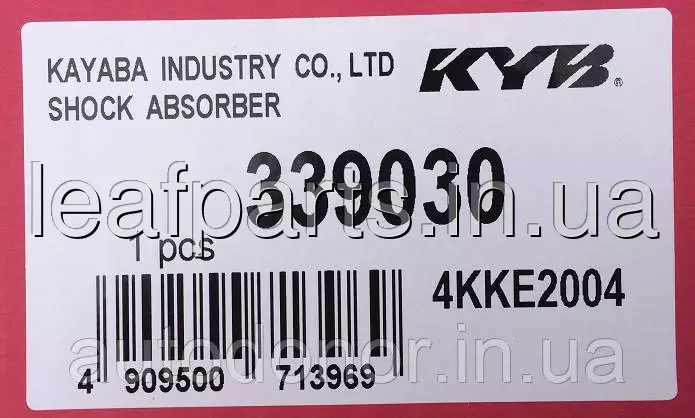 KAYABA INDUSTRY CO., LTD
KYB®
SHOCK ABSORBER
339030
leafparts.in.ua
1 pcs
4KKE2004
autodonor.in.ua
4 909500 713969